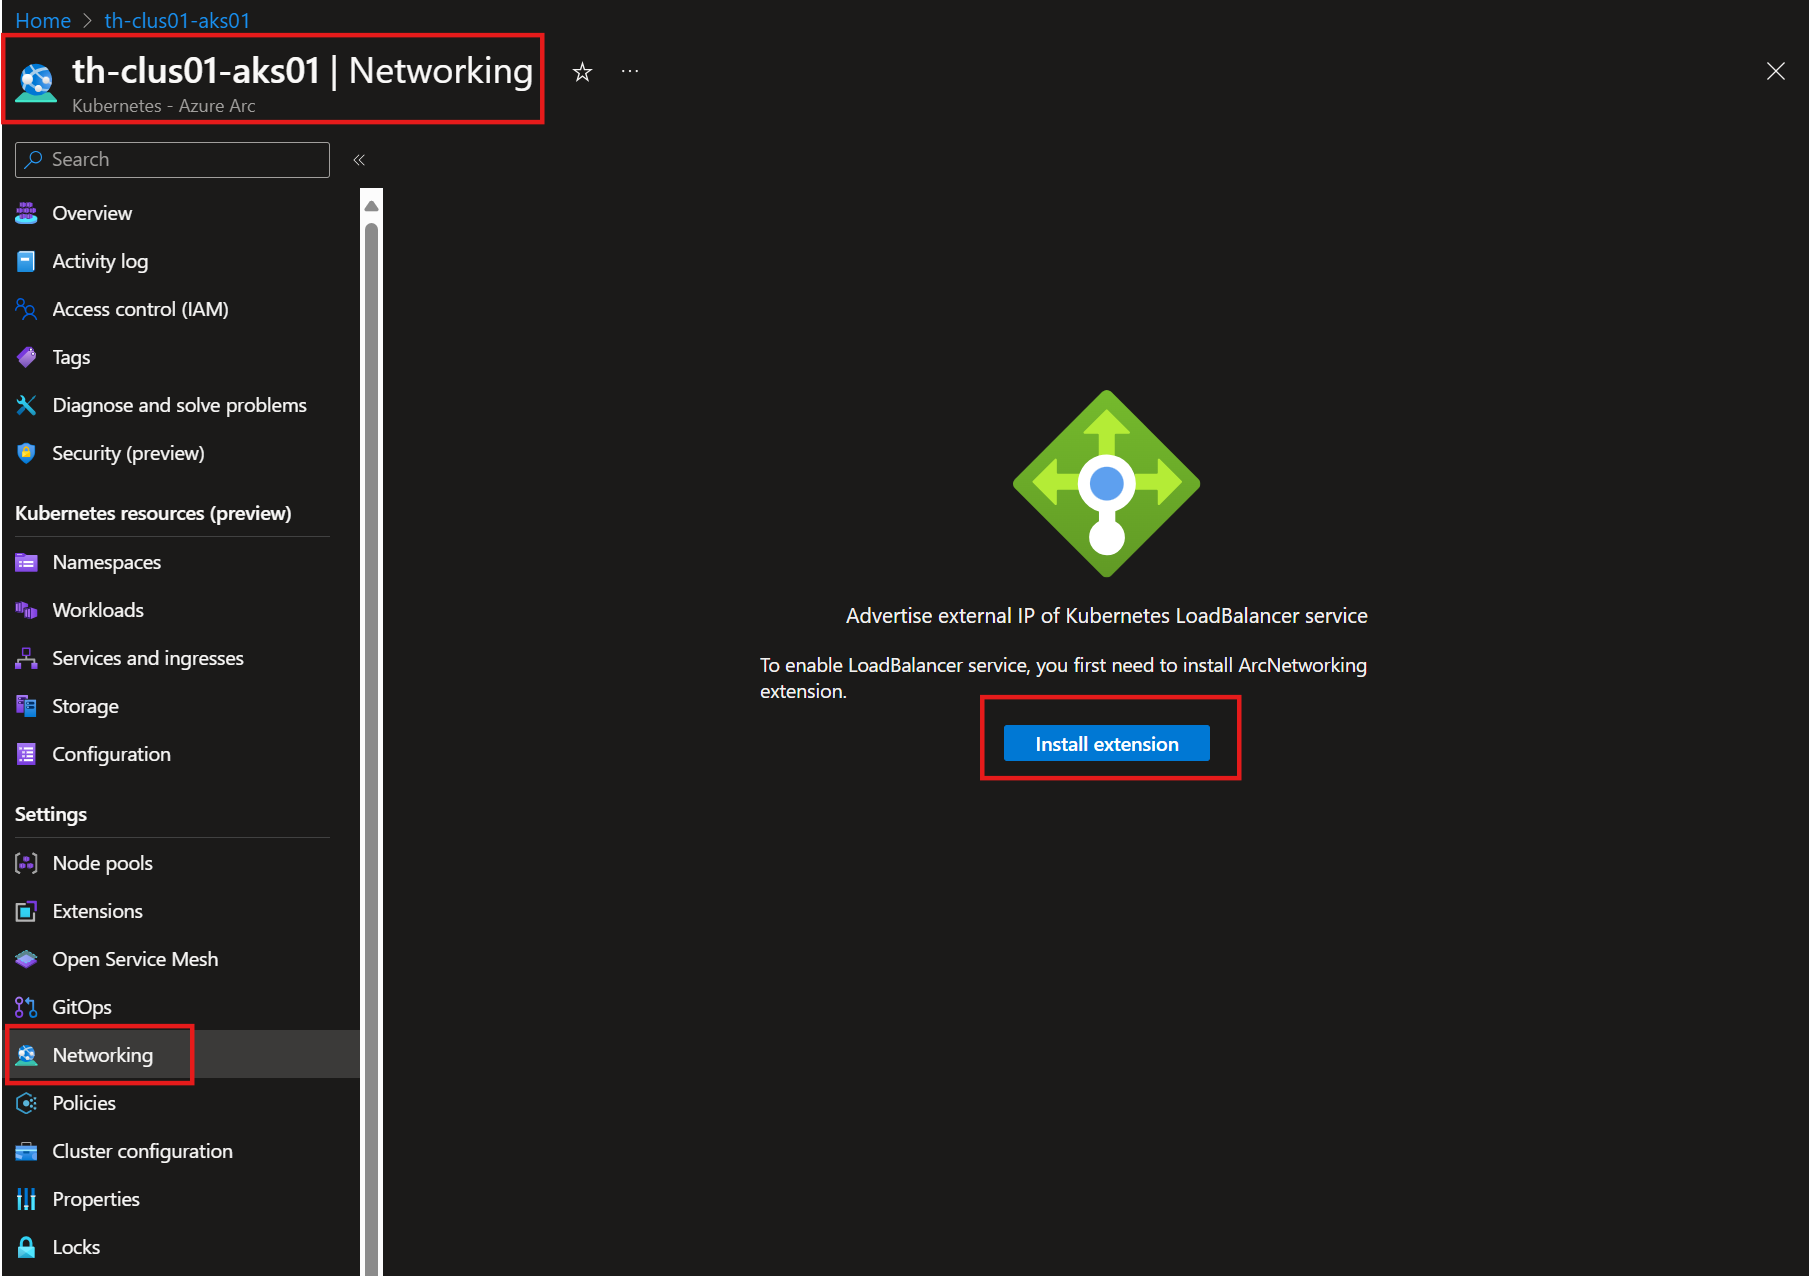 Home > th-clus01-aks01
th-clus01-aks01 | Networking
Kubernetes - Azure Arc
Search
Overview
Activity log
Access control (IAM)
Tags
Diagnose and solve problems
Security (preview)
Kubernetes resources (preview)
Namespaces
Workloads
Services and ingresses
Storage
Configuration
Settings
Node pools
Extensions
Open Service Mesh
GitOps
Networking
Policies
Cluster configuration
Properties
Locks
Advertise external IP of Kubernetes LoadBalancer service
To enable LoadBalancer service, you first need to install ArcNetworking
extension.
Install extension